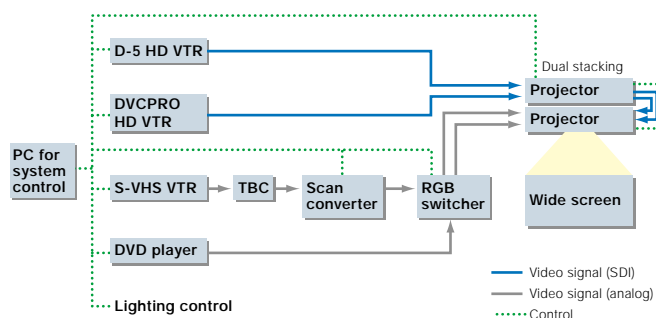 D-5 HD VTR
Dual stacking
Projector
DVCPRO
HD VTR
Projector
PC for
system
control
S-VHS VTR
TBC
Scan
converter
RGB
switcher
Wide screen
DVD player
Video signal (SDI)
Video signal (analog)
Lighting control
Control